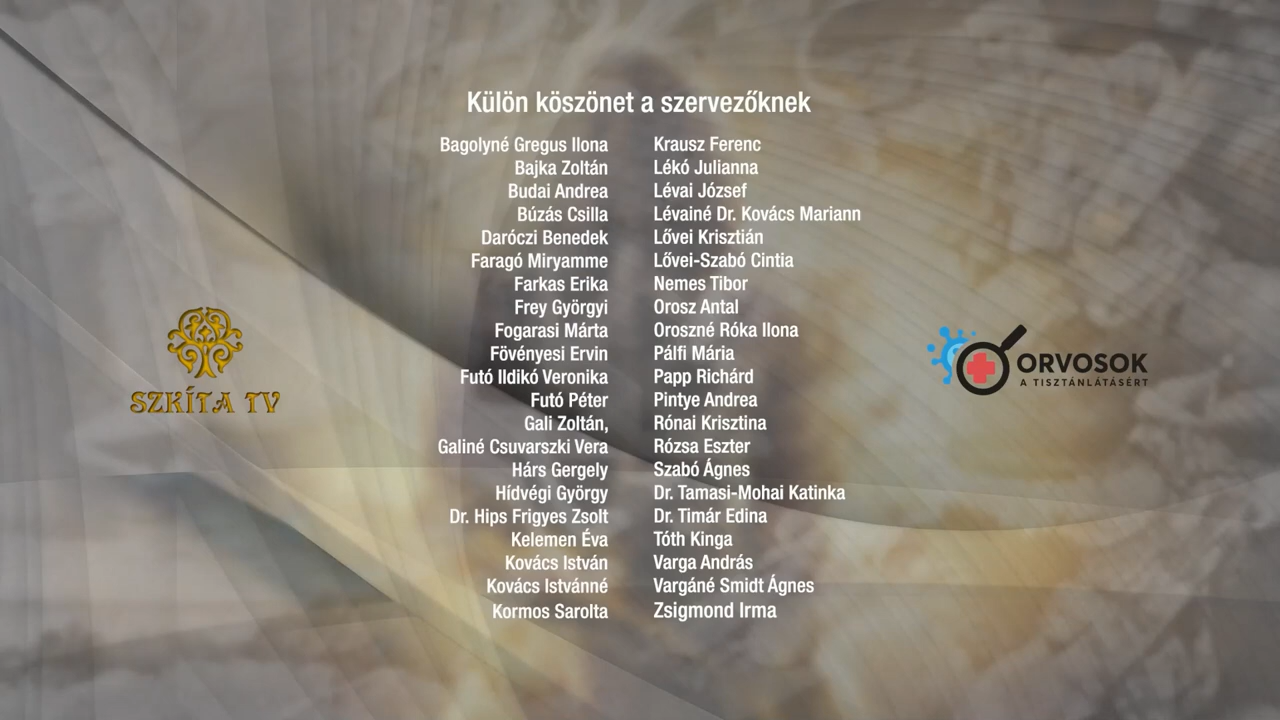 Külön köszönet a szervezőknek
Bagolyné Gregus Ilona
Bajka Zoltán
Budai Andrea
Búzás Csilla
Daróczi Benedek
Faragó Miryamme
Farkas Erika
Frey Györgyi
Fogarasi Márta
Fövényesi Ervin
Futó Ildikó Veronika
Futó Péter
Gali Zoltán,
Galiné Csuvarszki Vera
Hárs Gergely
Hídvégi György
Dr. Hips Frigyes Zsolt
Kelemen Éva
Kovács István
Kovács Istvánné
Kormos Sarolta
Krausz Ferenc
Lékó Julianna
Lévai József
Lévainé Dr. Kovács Mariann
Lővei Krisztián
Lővei-Szabó Cintia
Nemes Tibor
Orosz Antal
Oroszné Róka Ilona
Pálfi Mária
Papp Richárd
Pintye Andrea
Rónai Krisztina
Rózsa Eszter
Szabó Ágnes
Dr. Tamasi-Mohai Katinka
Dr. Timár Edina
Tóth Kinga
Varga András
Vargáné Smidt Ágnes
Zsigmond Irma
SZKÍTA TV
ORVOSOK
A TISZTÁNLÁTÁSÉRT